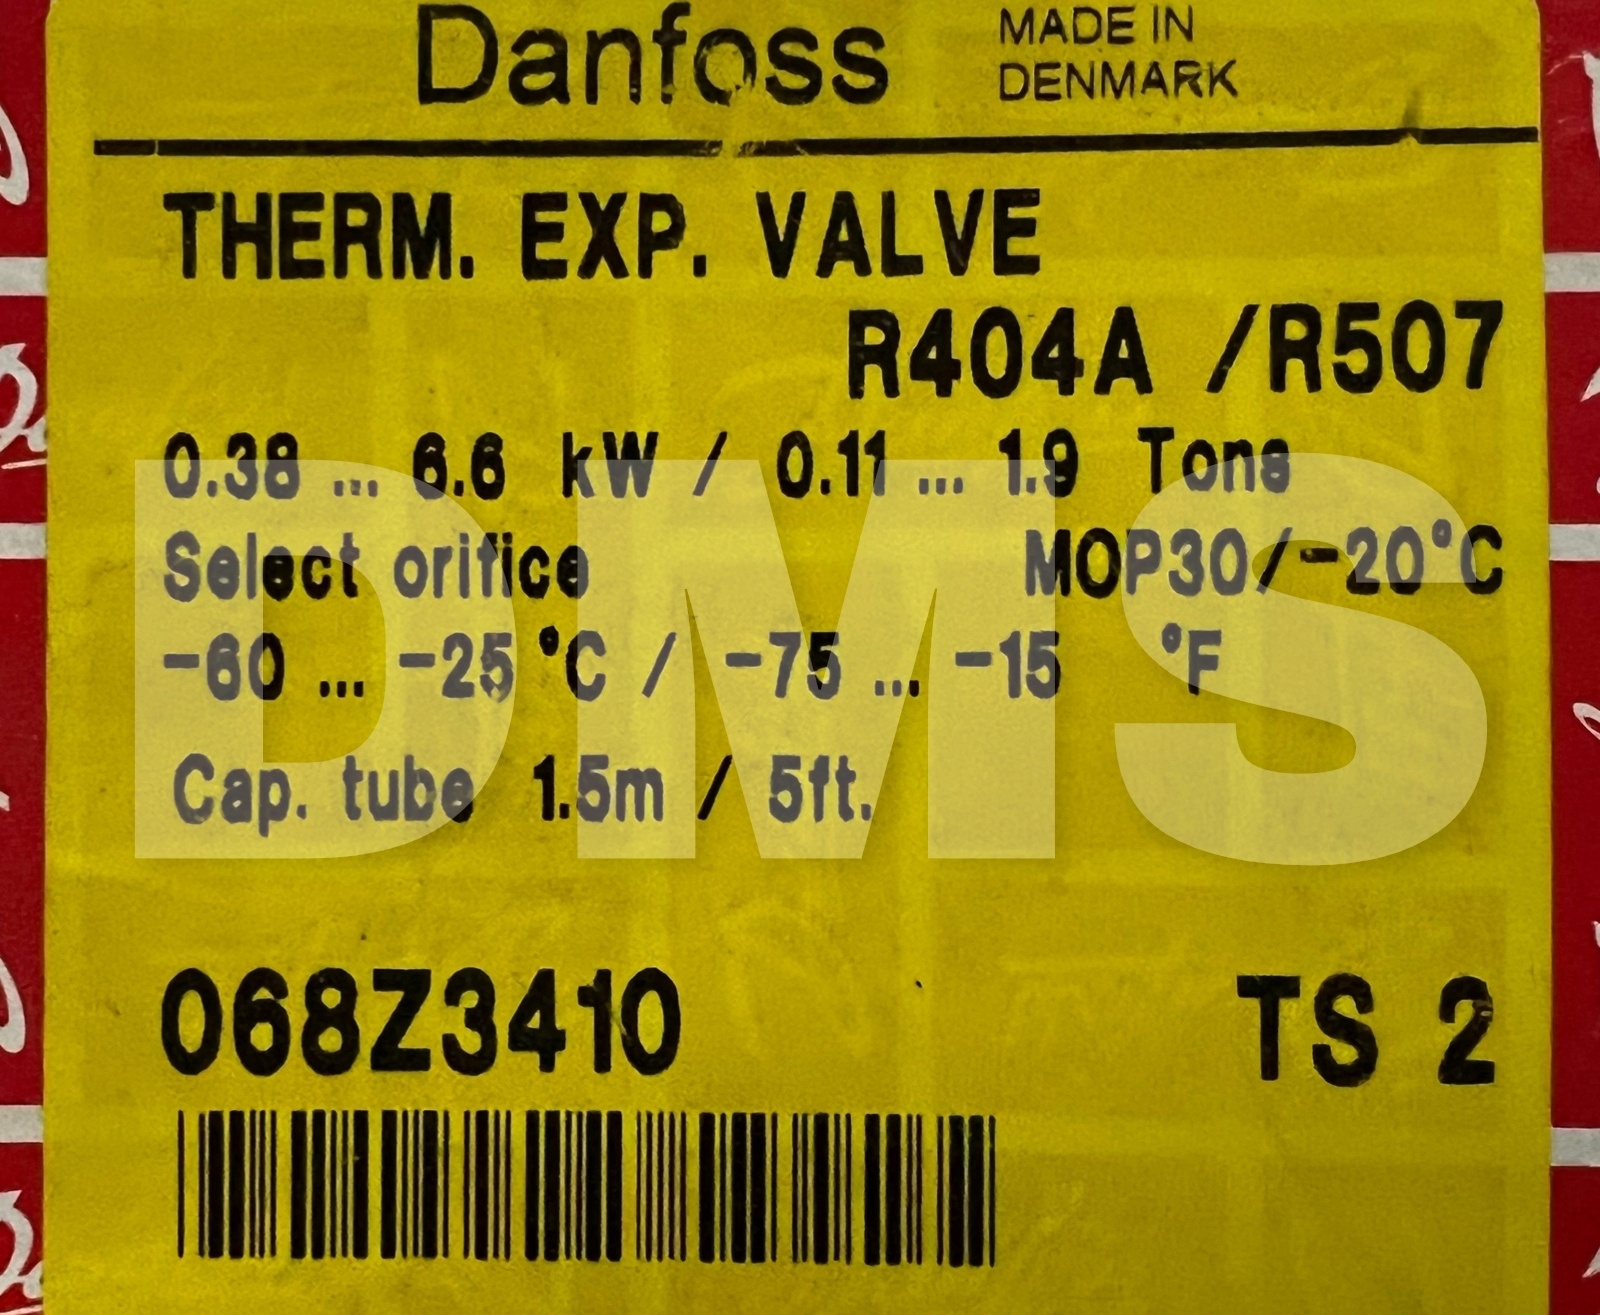 Danfoss
MADE IN
DENMARK
THERM. EXP. VALVE
R404A /R507
0.38 ... 6.6 kW / 0.11 ... 1.9 Tons
Select orifice MOP30/-20°C
-60 ... -25 °C / -75 ... -15 °F
Cap. tube 1.5m / 5ft.
DMS
068Z3410 TS 2